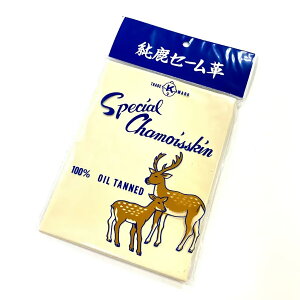 純鹿セーム革
TRADE K MARK
Special
Chamoisskin
100% OIL TANNED